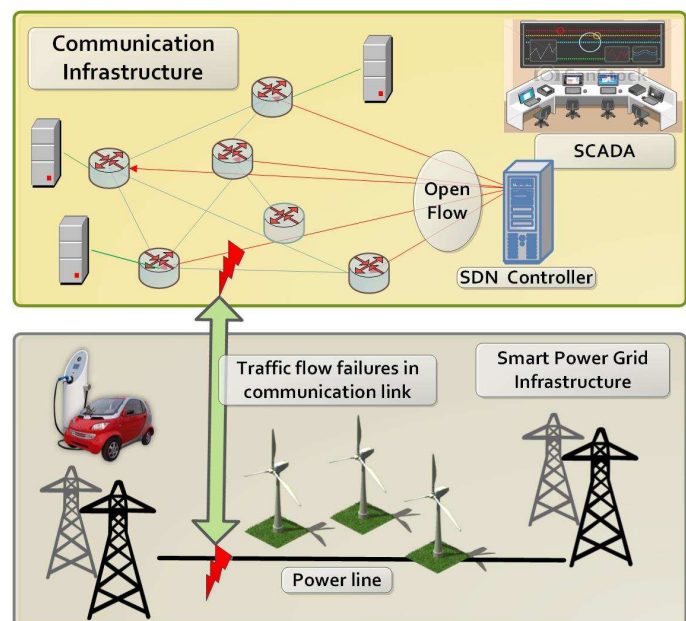 Communication
Infrastructure
SCADA
Open
Flow
SDN Controller
Traffic flow failures in
communication link
Smart Power Grid
Infrastructure
Power line